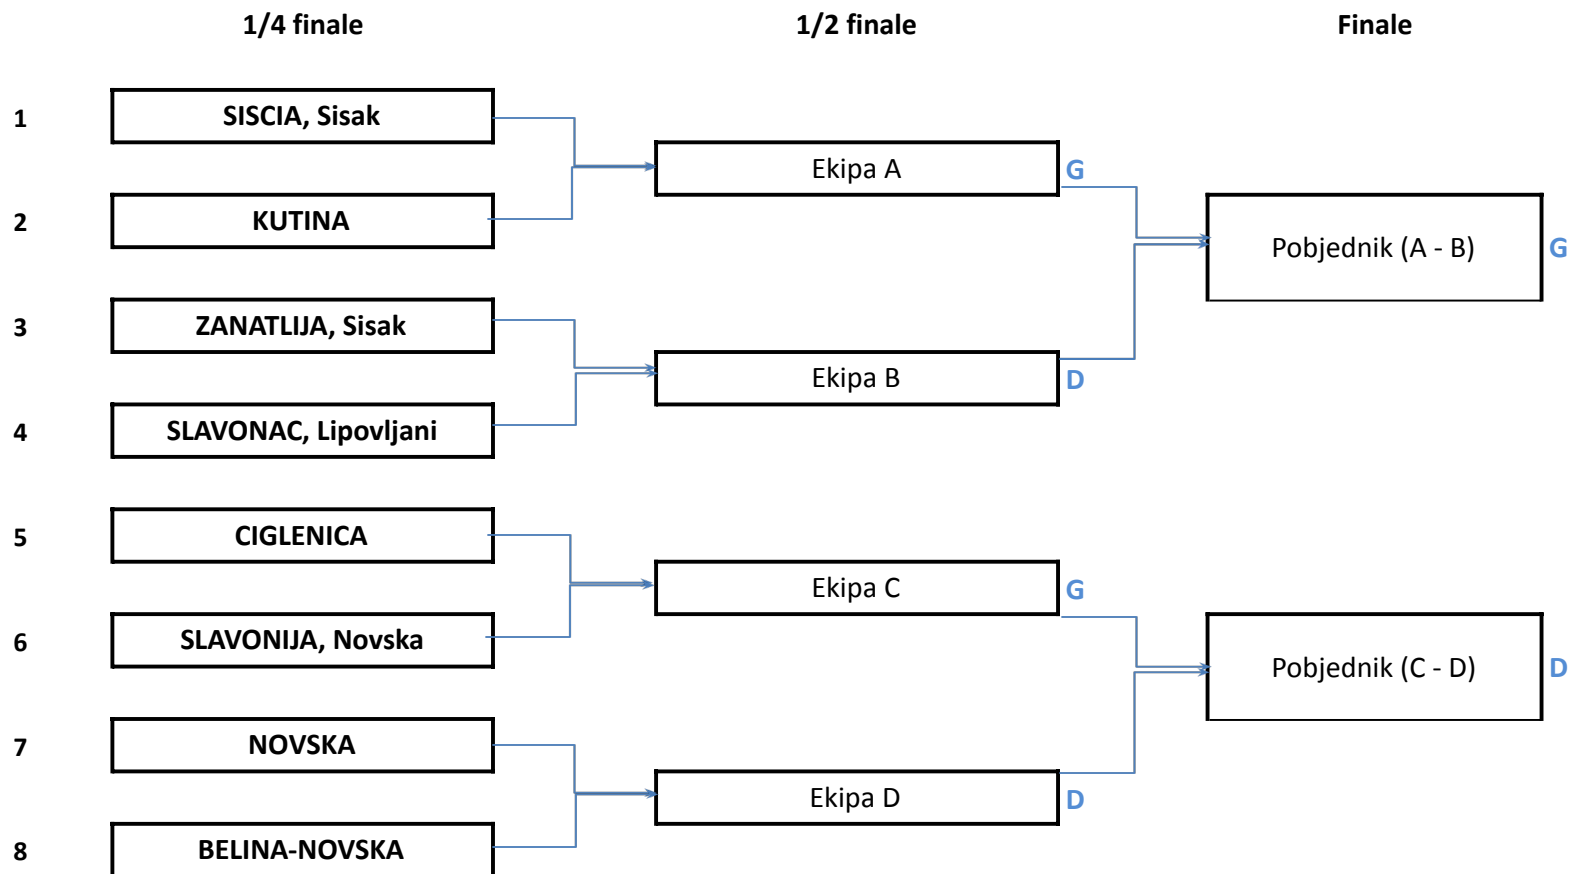 1/4 finale 1/2 finale Finale
1 SISCIA, Sisak
Ekipa A G
2 KUTINA
Pobjednik (A - B) G
3 ZANATLIJA, Sisak
Ekipa B D
4 SLAVONAC, Lipovljani
5 CIGLENICA
Ekipa C G
6 SLAVONIJA, Novska
Pobjednik (C - D) D
7 NOVSKA
Ekipa D D
8 BELINA-NOVSKA